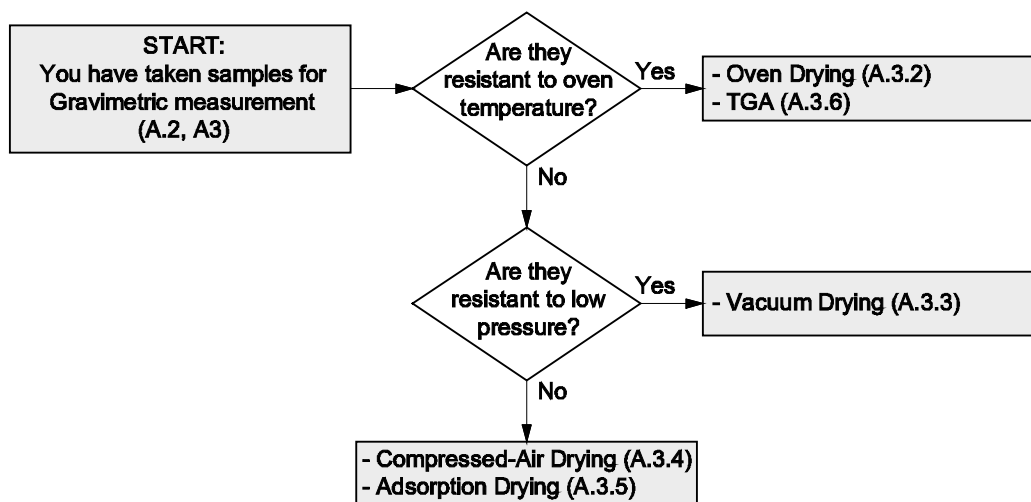 START:
You have taken samples for
Gravimetric measurement
(A.2, A3)
Are they
resistant to oven
temperature?
Yes
- Oven Drying (A.3.2)
- TGA (A.3.6)
No
Are they
resistant to low
pressure?
Yes
- Vacuum Drying (A.3.3)
No
- Compressed-Air Drying (A.3.4)
- Adsorption Drying (A.3.5)